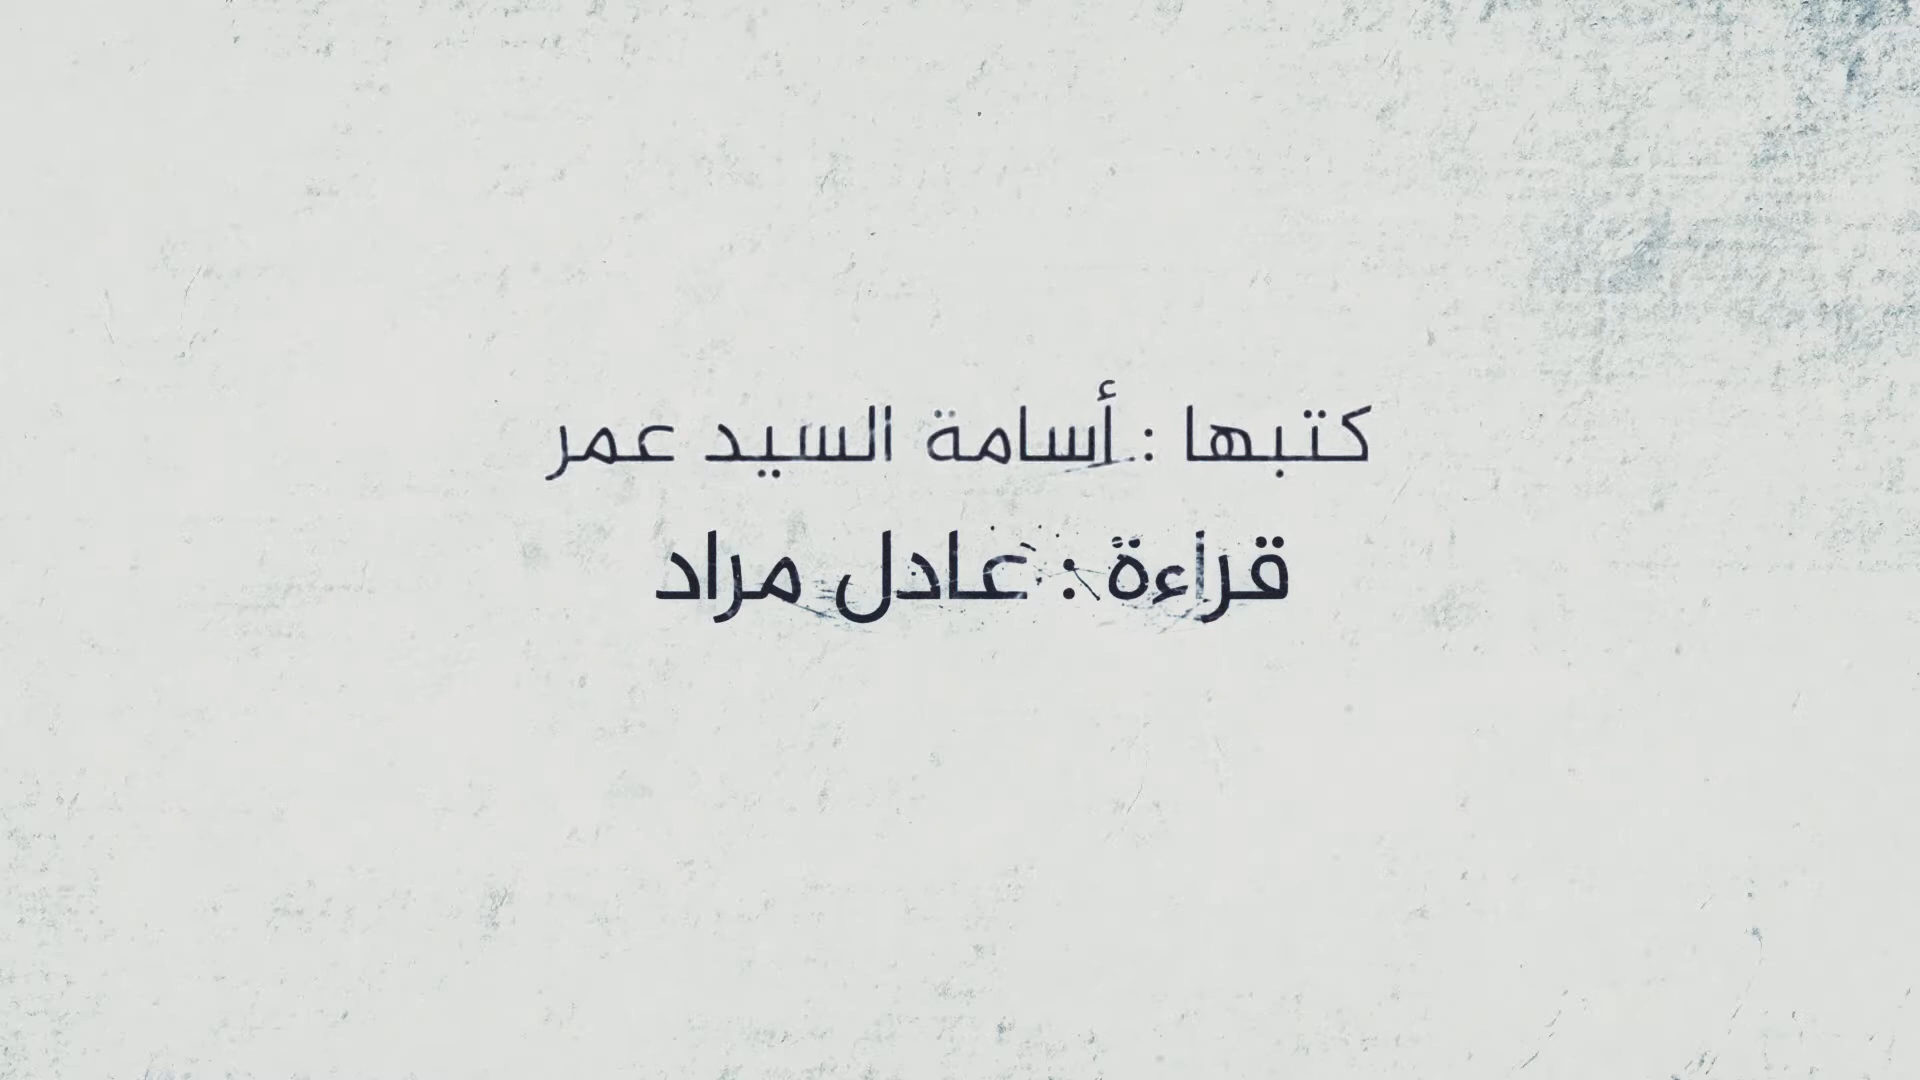 كتبها : أسامة السيد عمر
قراءة : عادل مراد